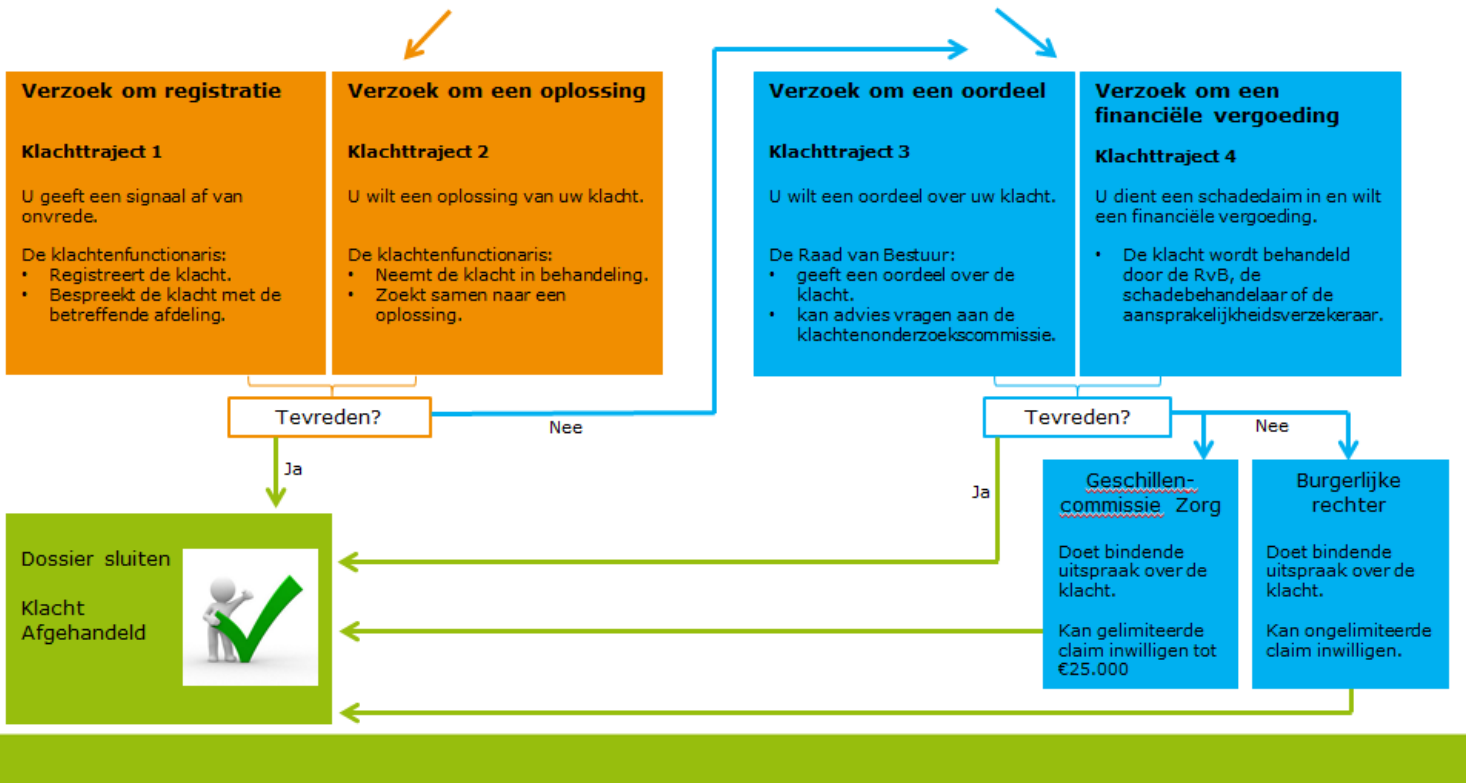 Verzoek om registratie
Klachttraject 1
U geeft een signaal af van
onvrede.
De klachtenfunctionaris:
• Registreert de klacht.
• Bespreekt de klacht met de
betreffende afdeling.
Verzoek om een oplossing
Klachttraject 2
U wilt een oplossing van uw klacht.
De klachtenfunctionaris:
• Neemt de klacht in behandeling.
• Zoekt samen naar een
oplossing.
Verzoek om een oordeel
Klachttraject 3
U wilt een oordeel over uw klacht.
De Raad van Bestuur:
• geeft een oordeel over de
klacht.
• kan advies vragen aan de
klachtenonderzoekscommissie.
Verzoek om een
financiële vergoeding
Klachttraject 4
U dient een schadeclaim in en wilt
een financiële vergoeding.
• De klacht wordt behandeld
door de RvB, de
schadebehandelaar of de
aansprakelijkheidsverzekeraar.
Tevreden?
Nee
Ja
Tevreden?
Nee
Ja
Geschillen-
commissie Zorg
Doet bindende
uitspraak over de
klacht.
Kan gelimiteerde
claim inwilligen tot
€25.000
Burgerlijke
rechter
Doet bindende
uitspraak over de
klacht.
Kan ongelimiteerde
claim inwilligen.
Dossier sluiten
Klacht
Afgehandeld